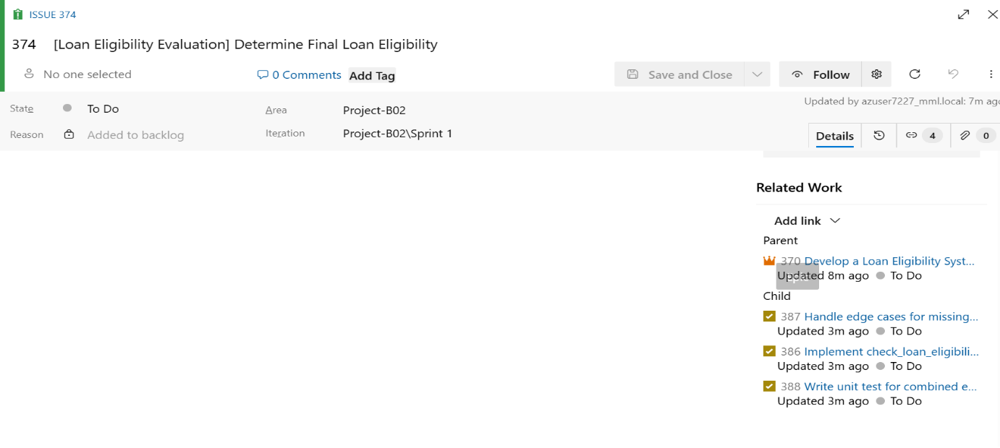 ISSUE 374
374 [Loan Eligibility Evaluation] Determine Final Loan Eligibility
No one selected 0 Comments Add Tag Save and Close Follow
State To Do Area Project-B02 Updated by azuser7227_mml.local: 7m ago
Reason Added to backlog Iteration Project-B02\Sprint 1 Details 4 0
Related Work
Add link
Parent
370 Develop a Loan Eligibility Syst...
Updated 8m ago To Do
Child
387 Handle edge cases for missing...
Updated 3m ago To Do
386 Implement check_loan_eligibili...
Updated 3m ago To Do
388 Write unit test for combined e...
Updated 3m ago To Do